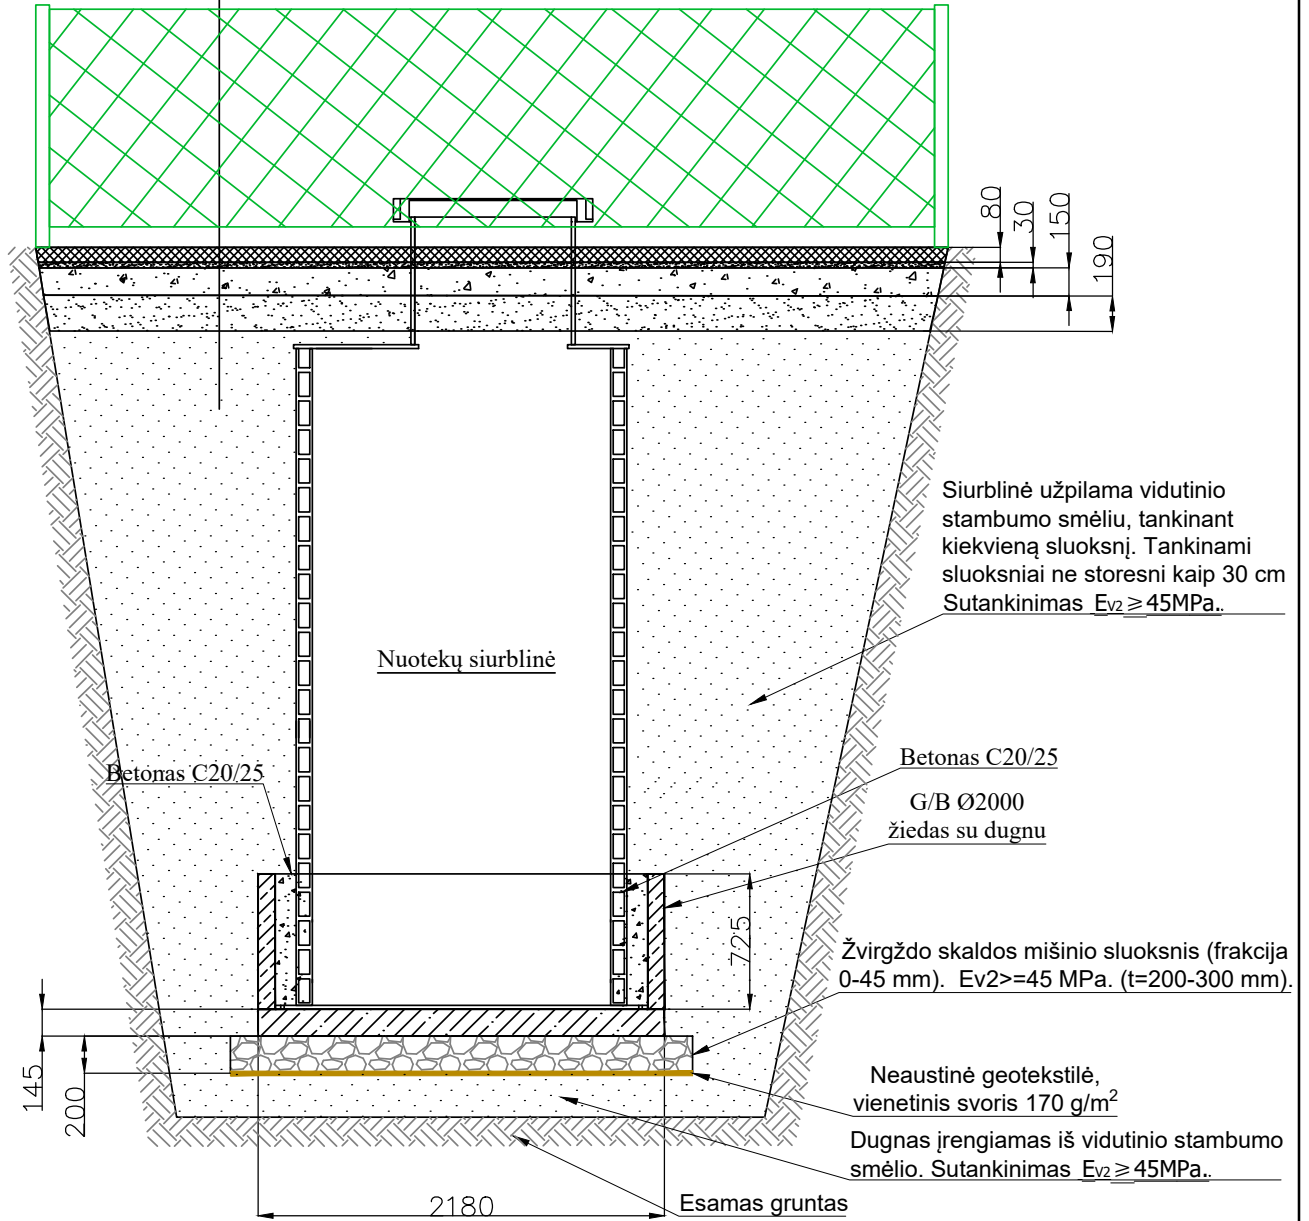 80
30
150
190
Siurblinė užpilama vidutinio
stambumo smėliu, tankinant
kiekvieną sluoksnį. Tankinami
sluoksniai ne storesni kaip 30 cm
Sutankinimas Ev2 ≥ 45MPa..
Nuotekų siurblinė
Betonas C20/25
Betonas C20/25
G/B Ø2000
žiedas su dugnu
725
Žvirgždo skaldos mišinio sluoksnis (frakcija
0-45 mm). Ev2>=45 MPa. (t=200-300 mm).
145
200
Neaustinė geotekstilė,
vienetinis svoris 170 g/m²
Dugnas įrengiamas iš vidutinio stambumo
smėlio. Sutankinimas Ev2 ≥ 45MPa..
2180
Esamas gruntas